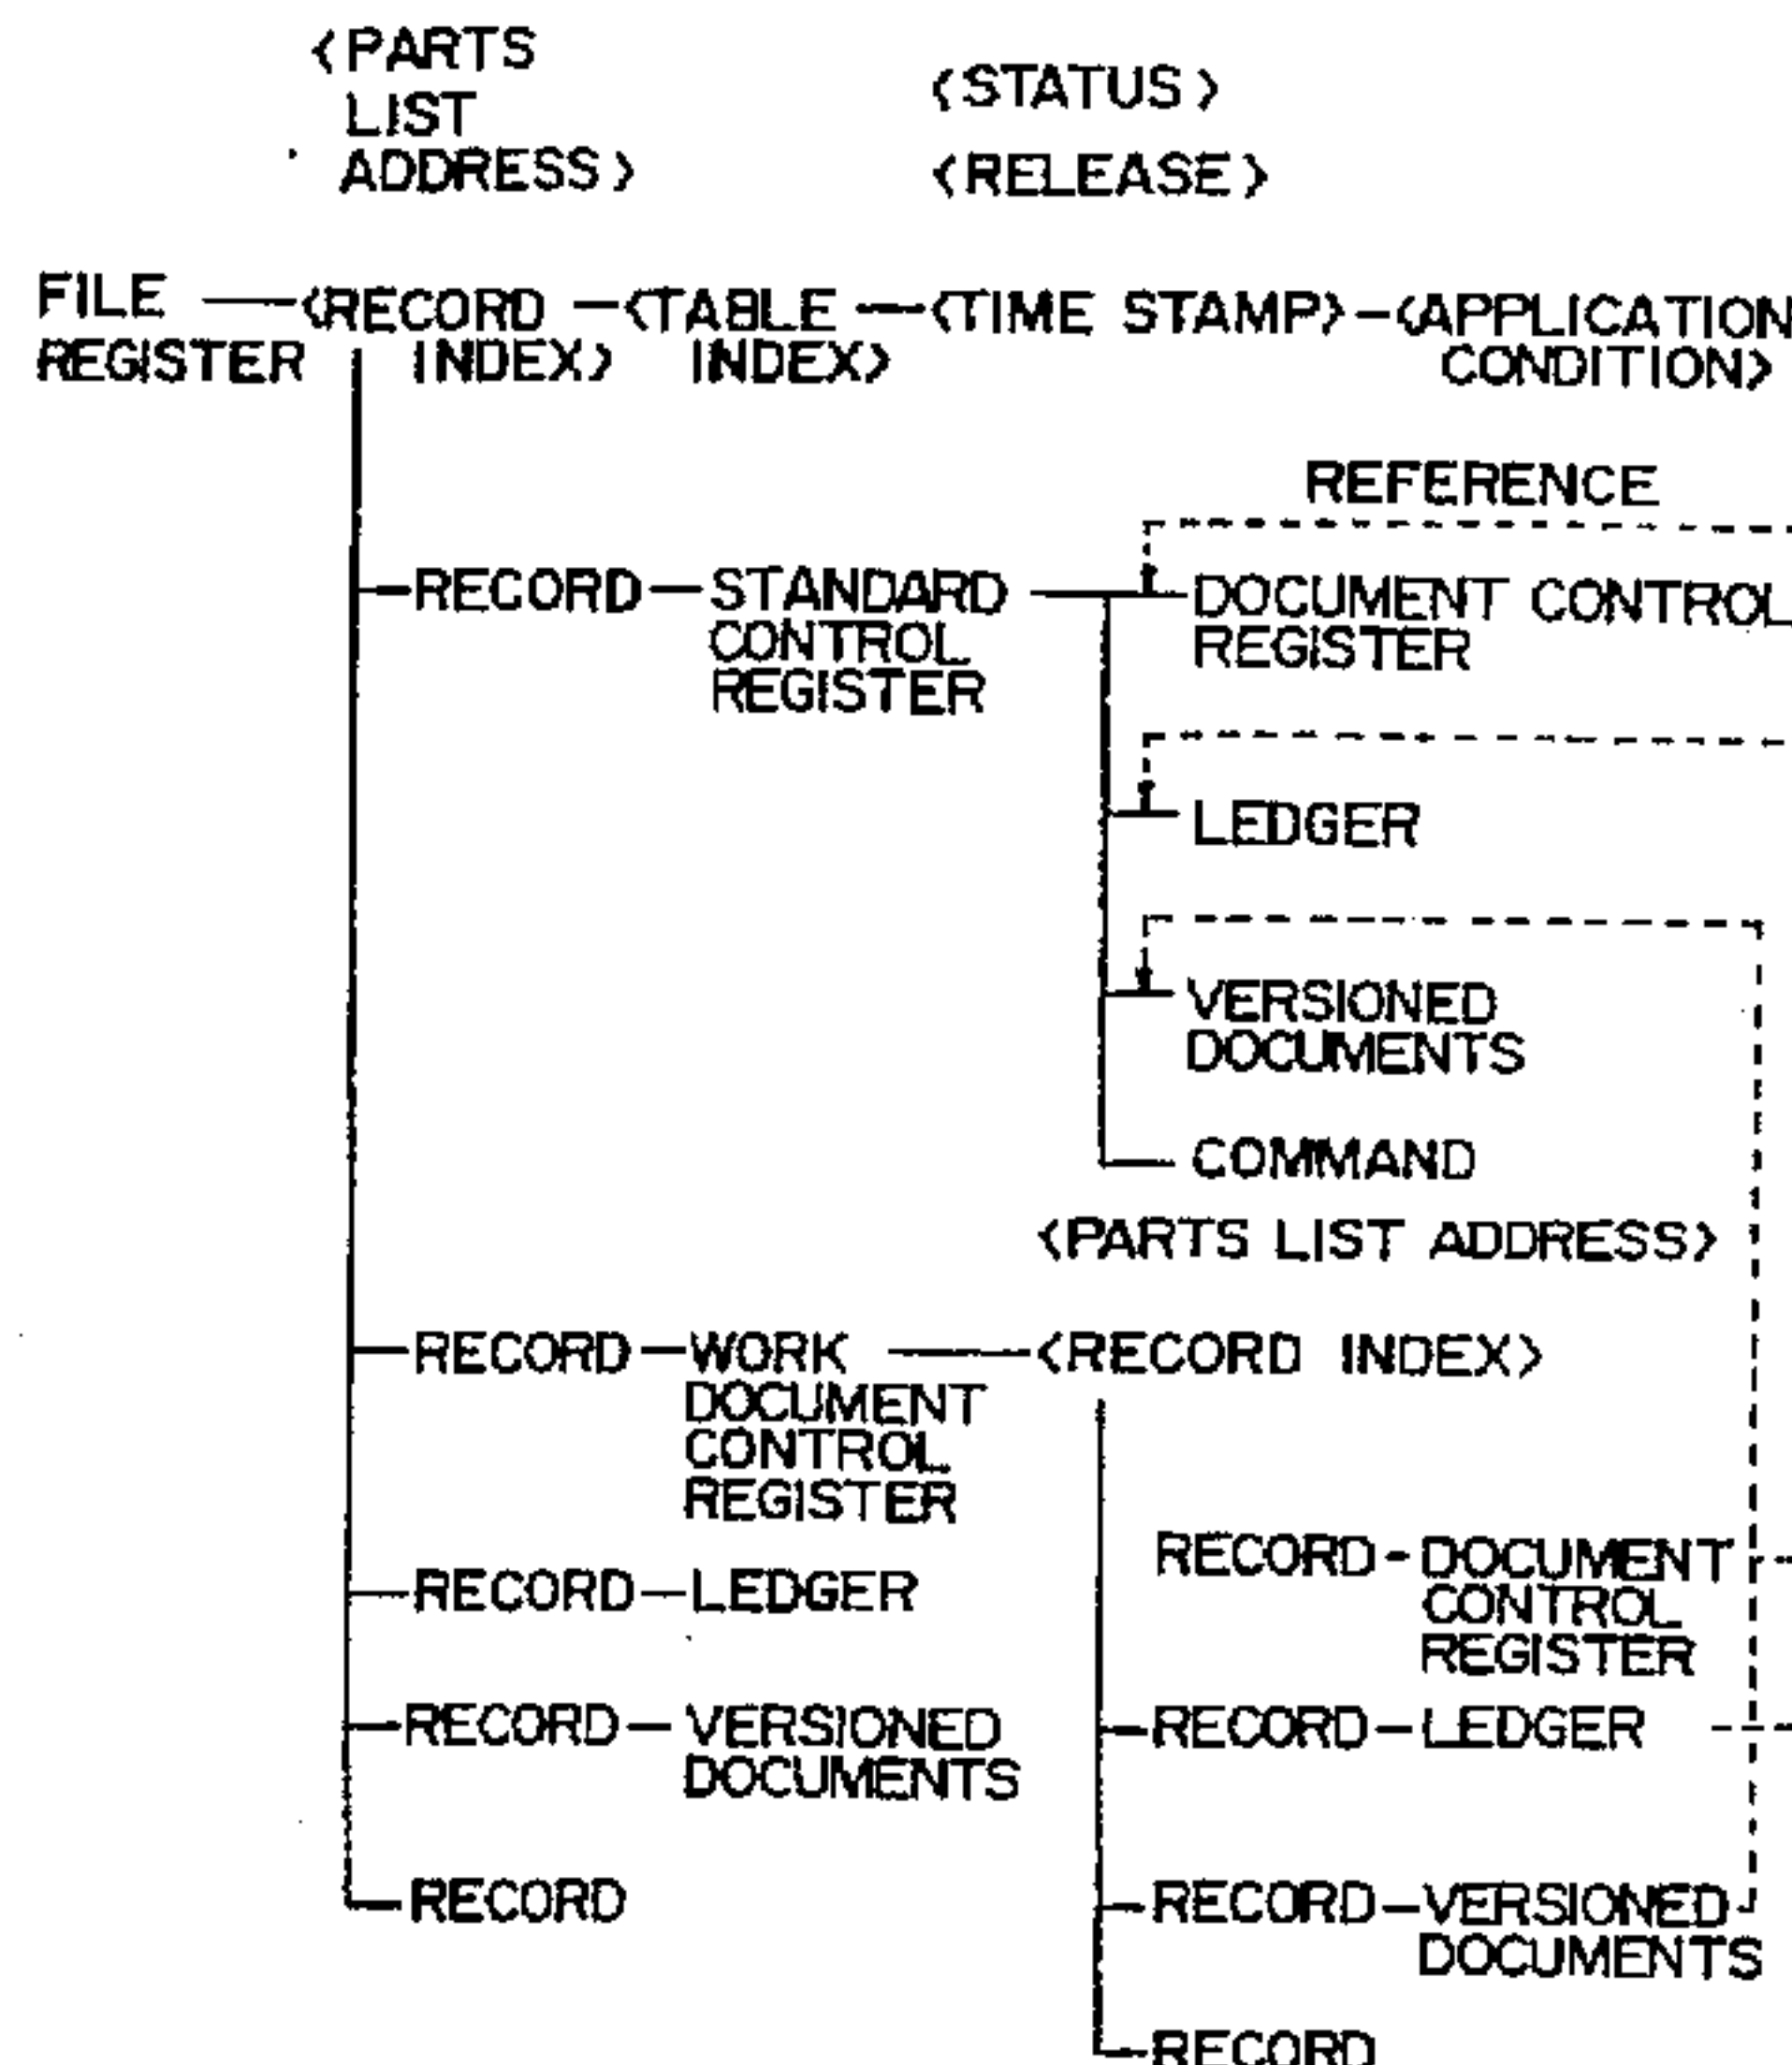 <PARTS
LIST
ADDRESS>
<STATUS>
<RELEASE>
FILE
REGISTER
<RECORD
INDEX>
<TABLE
INDEX>
<TIME STAMP>
<APPLICATION
CONDITION>
REFERENCE
RECORD
STANDARD
CONTROL
REGISTER
DOCUMENT CONTROL
REGISTER
LEDGER
VERSIONED
DOCUMENTS
COMMAND
<PARTS LIST ADDRESS>
RECORD
WORK
DOCUMENT
CONTROL
REGISTER
<RECORD INDEX>
RECORD
DOCUMENT
CONTROL
REGISTER
RECORD
LEDGER
RECORD
VERSIONED
DOCUMENTS
RECORD
LEDGER
RECORD
RECORD
VERSIONED
DOCUMENTS
RECORD